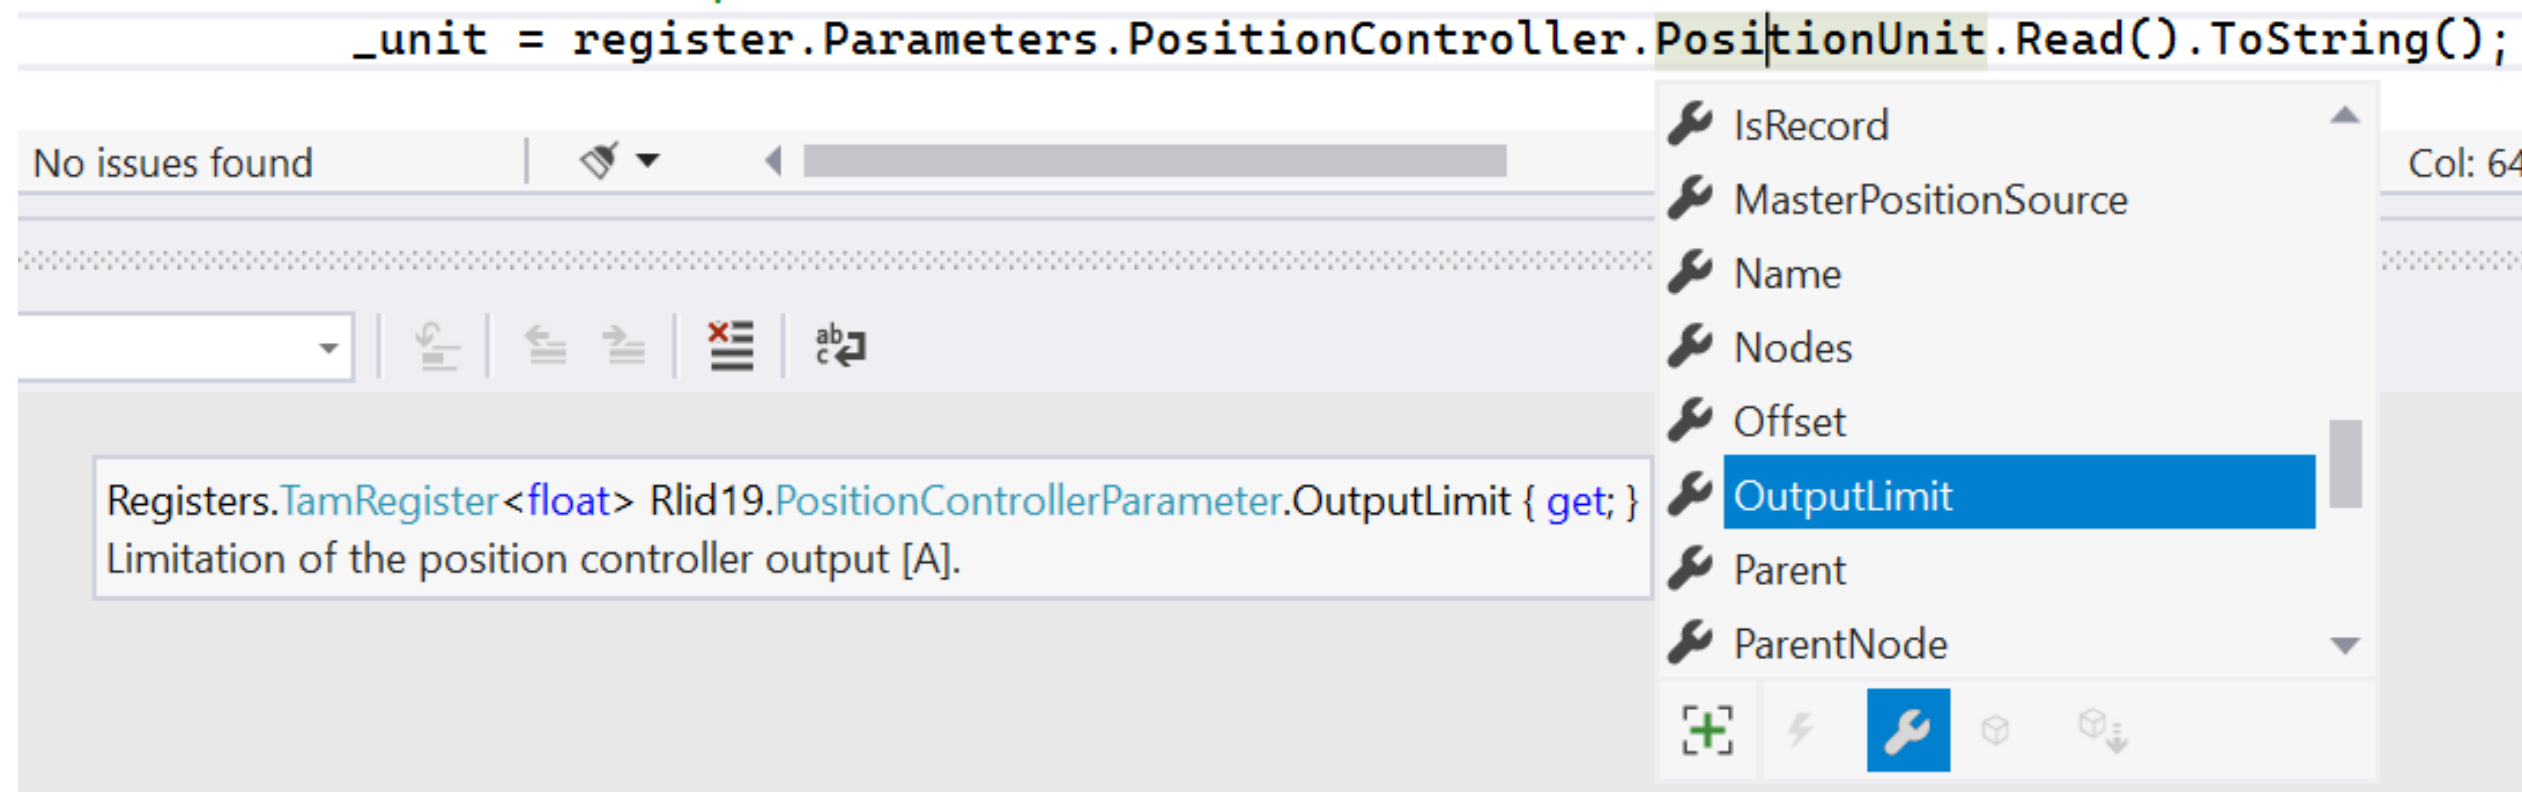 _unit = register.Parameters.PositionController.PositionUnit.Read().ToString();
No issues found
Col: 64
IsRecord
MasterPositionSource
Name
Nodes
Offset
OutputLimit
Parent
ParentNode
ab
c
Registers.TamRegister<float> Rlid19.PositionControllerParameter.OutputLimit { get; }
Limitation of the position controller output [A].